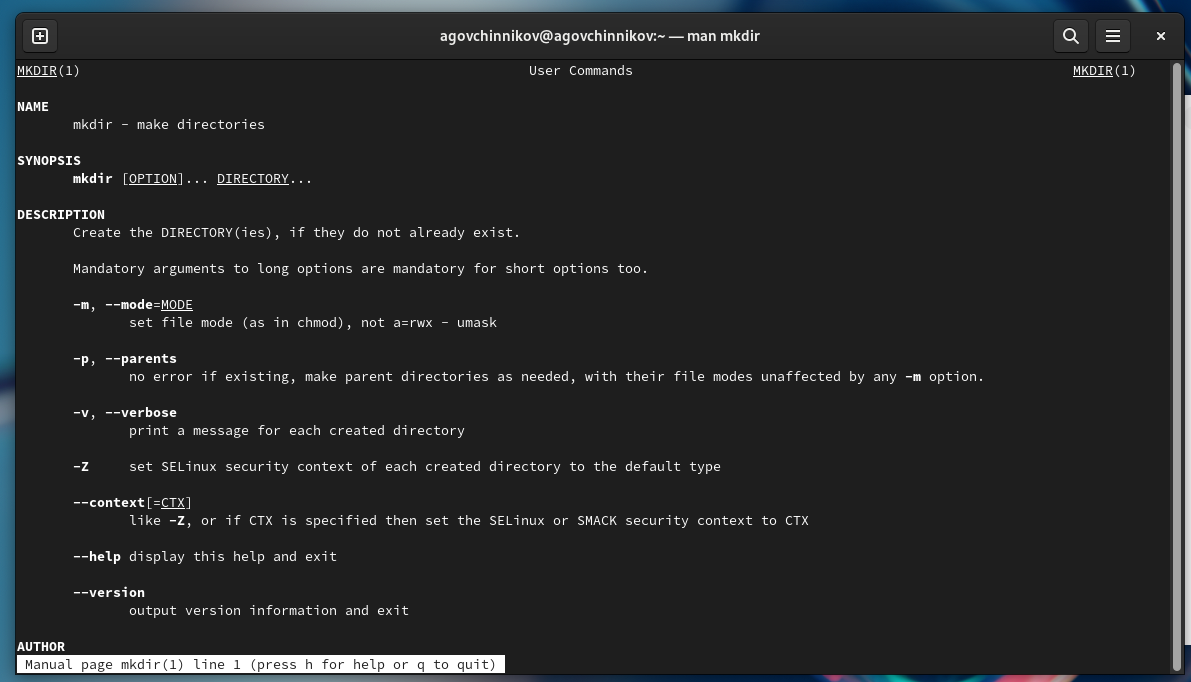 agovchinnikov@agovchinnikov:~ — man mkdir
MKDIR(1) User Commands MKDIR(1)
NAME
mkdir - make directories
SYNOPSIS
mkdir [OPTION]... DIRECTORY...
DESCRIPTION
Create the DIRECTORY(ies), if they do not already exist.
Mandatory arguments to long options are mandatory for short options too.
-m, --mode=MODE
set file mode (as in chmod), not a=rwx - umask
-p, --parents
no error if existing, make parent directories as needed, with their file modes unaffected by any -m option.
-v, --verbose
print a message for each created directory
-Z set SELinux security context of each created directory to the default type
--context[=CTX]
like -Z, or if CTX is specified then set the SELinux or SMACK security context to CTX
--help display this help and exit
--version
output version information and exit
AUTHOR
Manual page mkdir(1) line 1 (press h for help or q to quit)